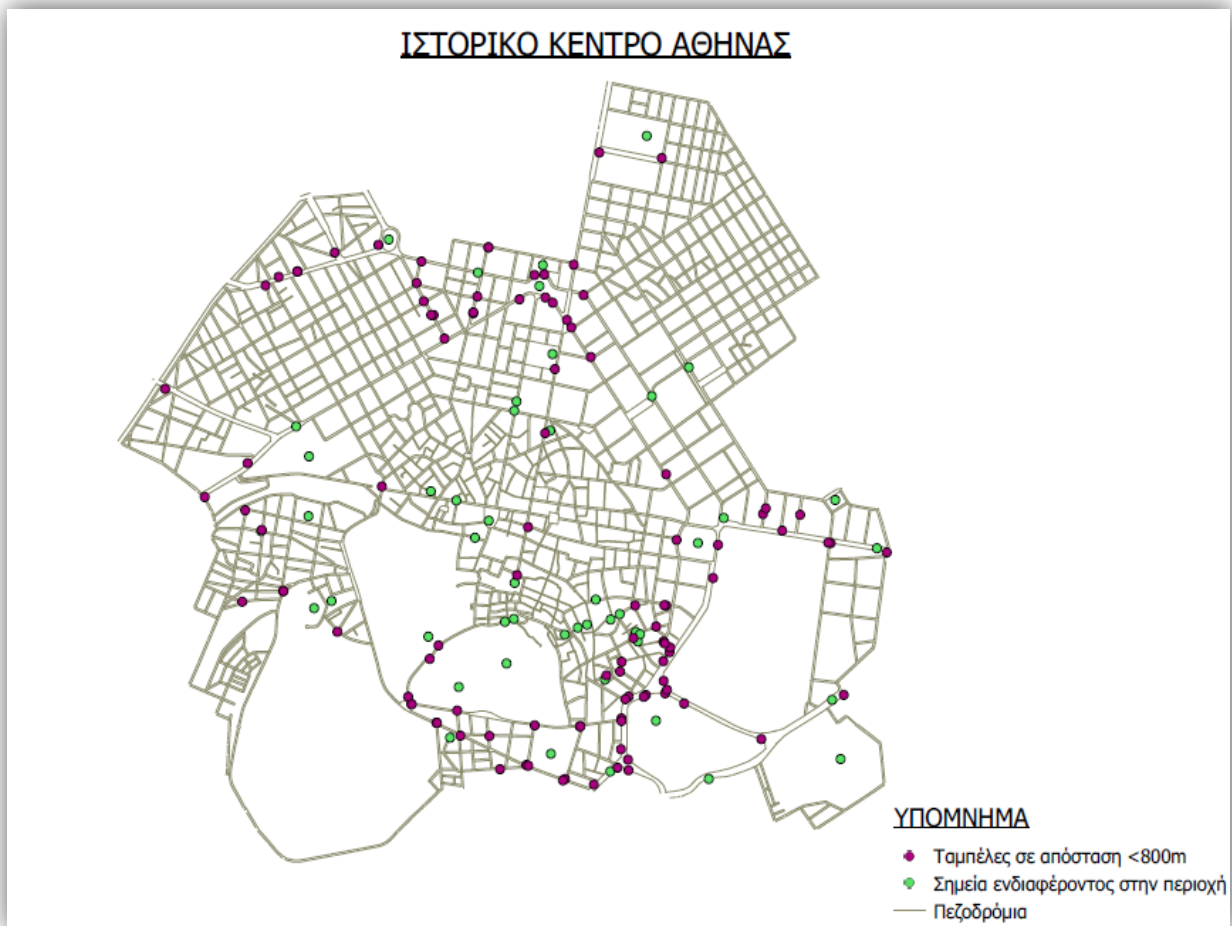 ΙΣΤΟΡΙΚΟ ΚΕΝΤΡΟ ΑΘΗΝΑΣ
ΥΠΟΜΝΗΜΑ
Ταμπέλες σε απόσταση <800m
Σημεία ενδιαφέροντος στην περιοχή
Πεζοδρόμια